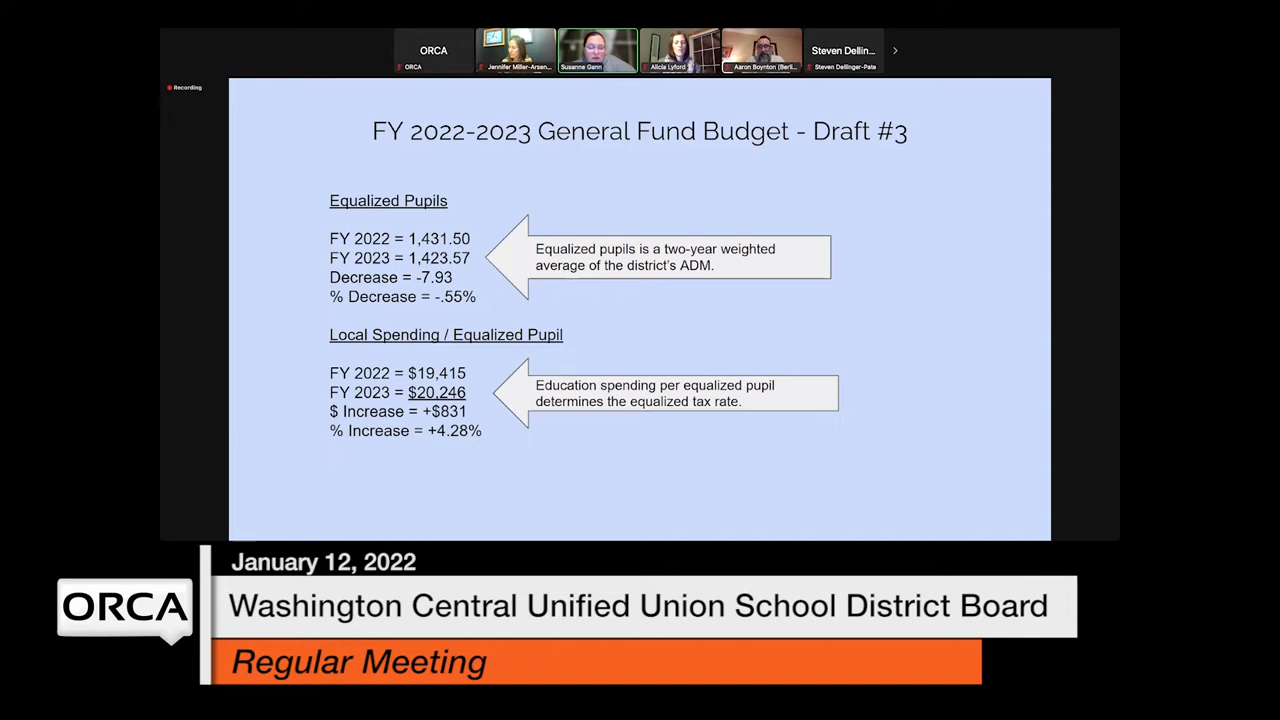 ORCA
Steven Dellin...
ORCA
Jennifer Miller-Arsen...
Susanne Gann
Alicia Lyford
Aaron Boynton (Berli...
Steven Dellinger-Pate
Recording
FY 2022-2023 General Fund Budget - Draft #3
Equalized Pupils
FY 2022 = 1,431.50
FY 2023 = 1,423.57
Decrease = -7.93
% Decrease = -.55%
Equalized pupils is a two-year weighted
average of the district's ADM.
Local Spending / Equalized Pupil
FY 2022 = $19,415
FY 2023 = $20,246
$ Increase = +$831
% Increase = +4.28%
Education spending per equalized pupil
determines the equalized tax rate.
January 12, 2022
ORCA
Washington Central Unified Union School District Board
Regular Meeting